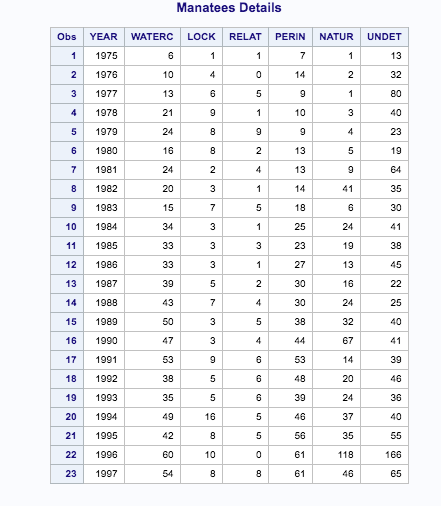 Manatees Details
Obs YEAR WATERC LOCK RELAT PERIN NATUR UNDET
1 1975 6 1 1 7 1 13
2 1976 10 4 0 14 2 32
3 1977 13 6 5 9 1 80
4 1978 21 9 1 10 3 40
5 1979 24 8 9 9 4 23
6 1980 16 8 2 13 5 19
7 1981 24 2 4 13 9 64
8 1982 20 3 1 14 41 35
9 1983 15 7 5 18 6 30
10 1984 34 3 1 25 24 41
11 1985 33 3 3 23 19 38
12 1986 33 3 1 27 13 45
13 1987 39 5 2 30 16 22
14 1988 43 7 4 30 24 25
15 1989 50 3 5 38 32 40
16 1990 47 3 4 44 67 41
17 1991 53 9 6 53 14 39
18 1992 38 5 6 48 20 46
19 1993 35 5 6 39 24 36
20 1994 49 16 5 46 37 40
21 1995 42 8 5 56 35 55
22 1996 60 10 0 61 118 166
23 1997 54 8 8 61 46 65